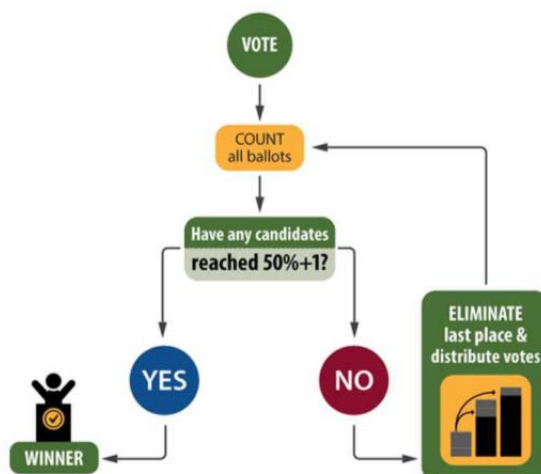 VOTE
COUNT
all ballots
Have any candidates
reached 50%+1?
YES
NO
ELIMINATE
last place &
distribute votes
WINNER